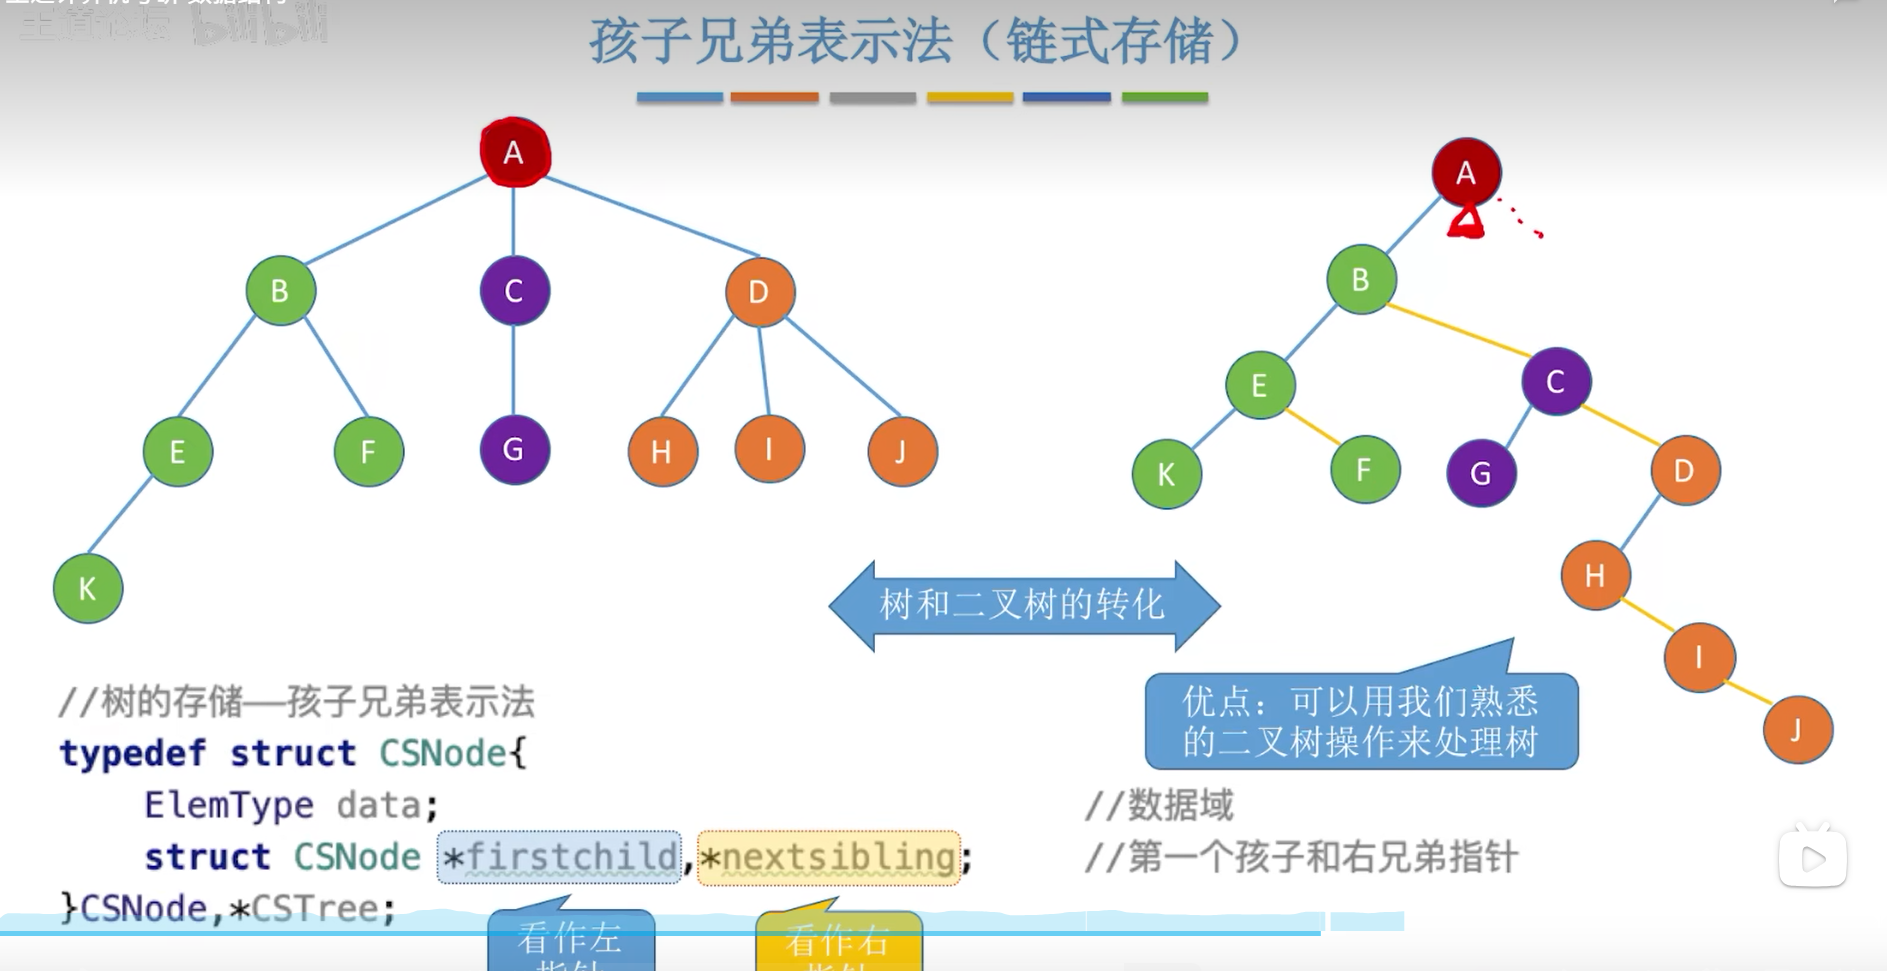 孩子兄弟表示法（链式存储）
A
B
C
D
E
F
G
H
I
J
K
A
B
E
C
K
F
G
D
H
I
J
树和二叉树的转化
优点：可以用我们熟悉
的二叉树操作来处理树
//树的存储——孩子兄弟表示法
typedef struct CSNode{
ElemType data; //数据域
struct CSNode *firstchild,*nextsibling; //第一个孩子和右兄弟指针
}CSNode,*CSTree;
看作左
看作右
bilibili